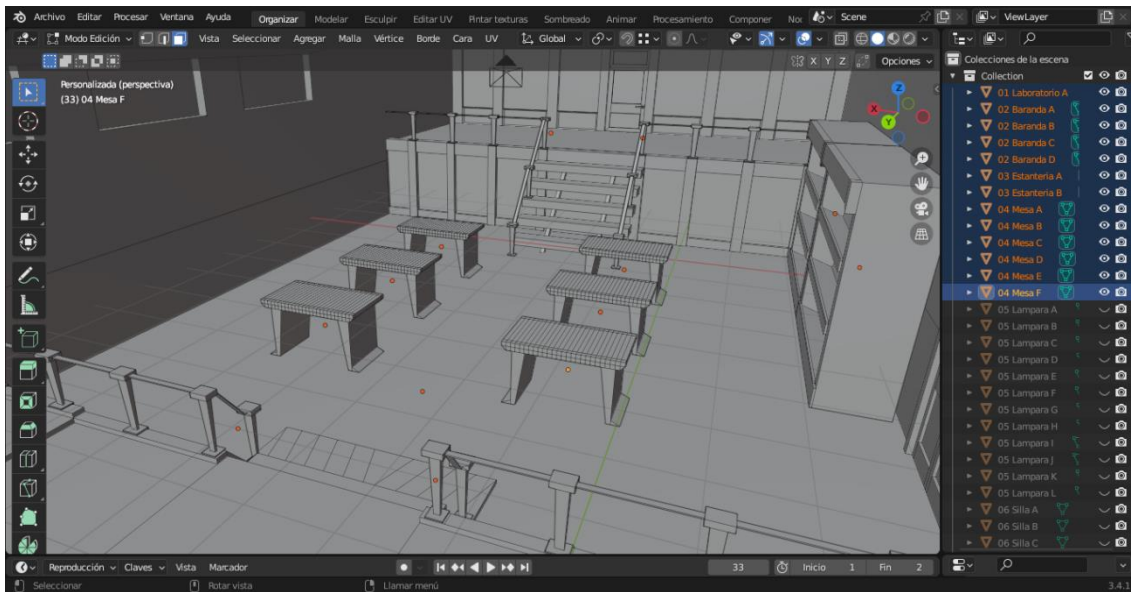 Archivo Editar Procesar Ventana Ayuda Organizar Modelar Esculpir Editar UV Pintar texturas Sombreado Animar Procesamiento Componer Scene ViewLayer
Modo Edición Vista Seleccionar Agregar Malla Vértice Borde Cara UV Global
X Y Z Opciones
Personalizada (perspectiva)
(33) 04 Mesa F
Z
X
Y
Colecciones de la escena
Collection
01 Laboratorio A
02 Baranda A
02 Baranda B
02 Baranda C
02 Baranda D
03 Estanteria A
03 Estanteria B
04 Mesa A
04 Mesa B
04 Mesa C
04 Mesa D
04 Mesa E
04 Mesa F
05 Lampara A
05 Lampara B
05 Lampara C
05 Lampara D
05 Lampara E
05 Lampara F
05 Lampara G
05 Lampara H
05 Lampara I
05 Lampara J
05 Lampara K
05 Lampara L
06 Silla A
06 Silla B
06 Silla C
Reproducción Claves Vista Marcador 33 Inicio 1 Fin 2
Seleccionar Rotar vista Llamar menú 3.4.1